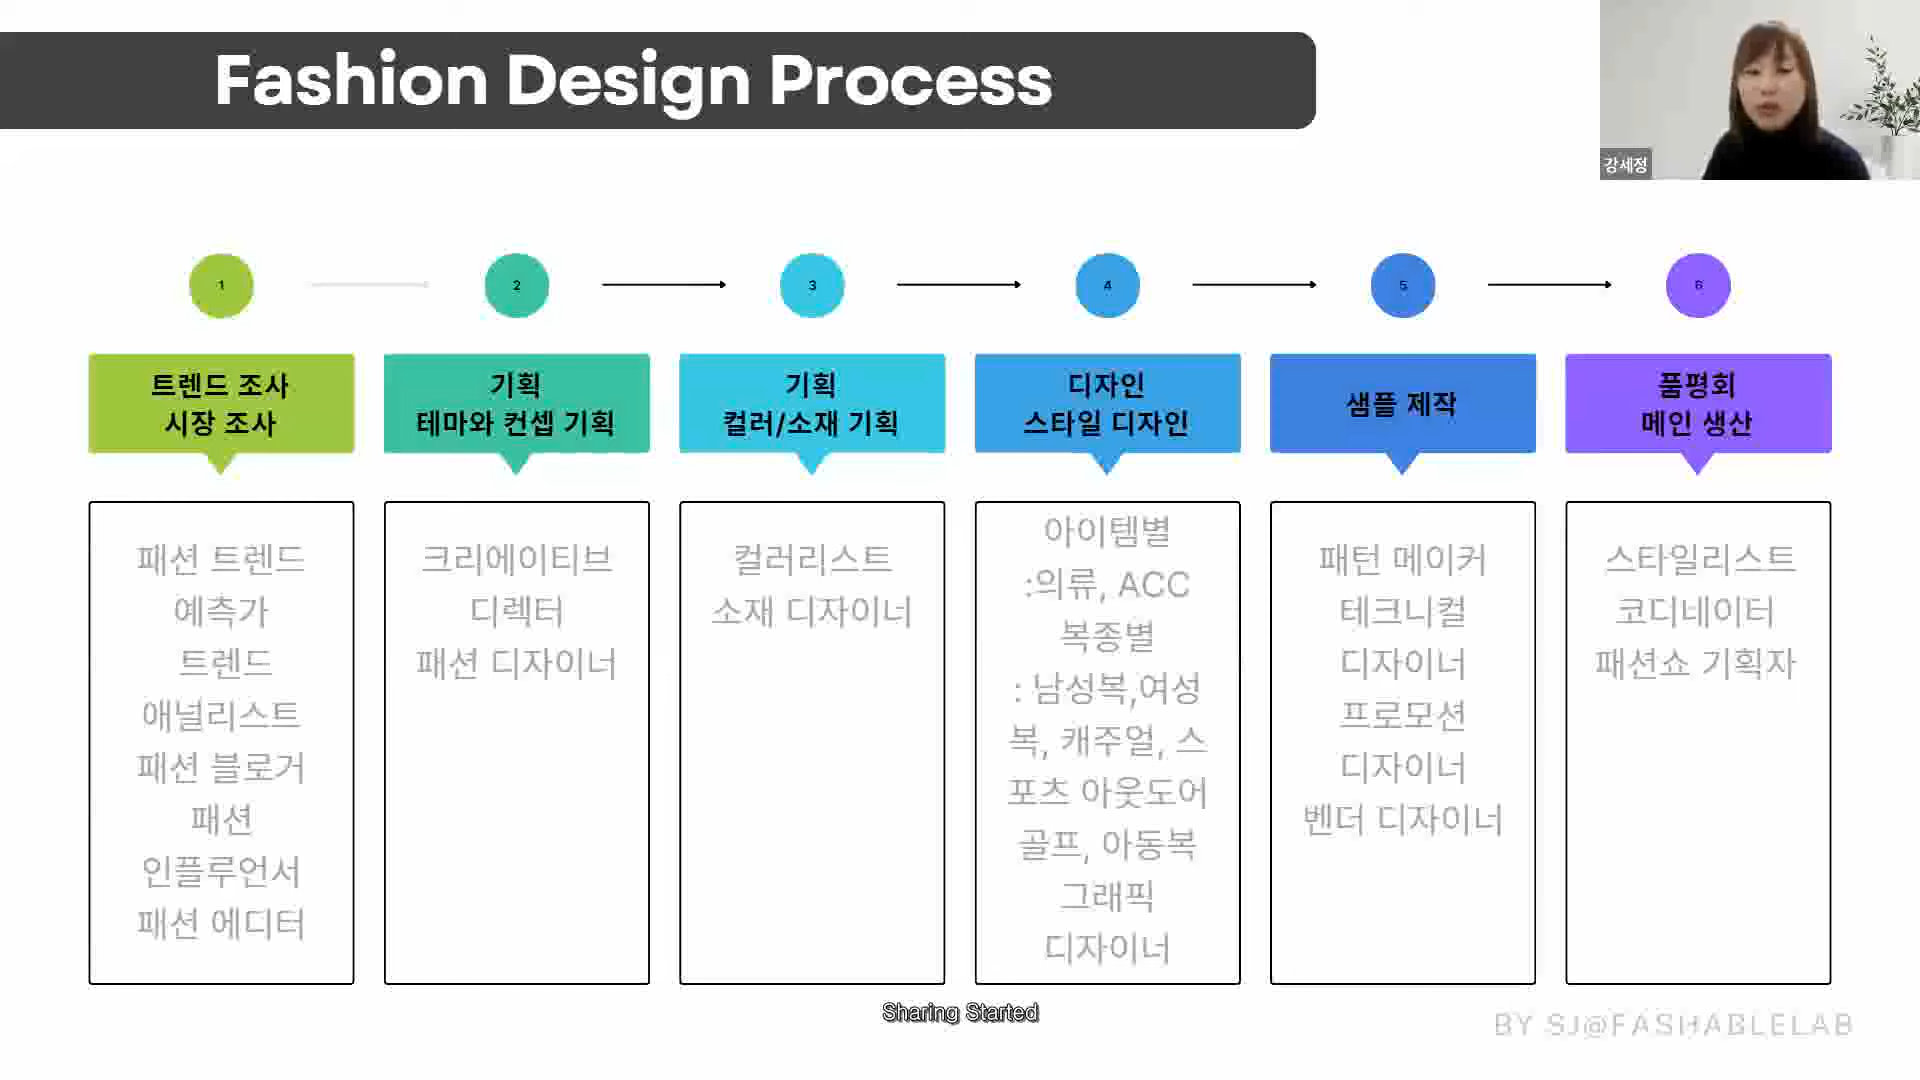 Fashion Design Process
강세정
1
2
3
4
5
6
트렌드 조사
시장 조사
기획
테마와 컨셉 기획
기획
컬러/소재 기획
디자인
스타일 디자인
샘플 제작
품평회
메인 생산
패션 트렌드
예측가
트렌드
애널리스트
패션 블로거
패션
인플루언서
패션 에디터
크리에이티브
디렉터
패션 디자이너
컬러리스트
소재 디자이너
아이템별
:의류, ACC
복종별
: 남성복,여성
복, 캐주얼, 스
포츠 아웃도어
골프, 아동복
그래픽
디자이너
패턴 메이커
테크니컬
디자이너
프로모션
디자이너
벤더 디자이너
스타일리스트
코디네이터
패션쇼 기획자
Sharing Started
BY SJ@FASHABLELAB